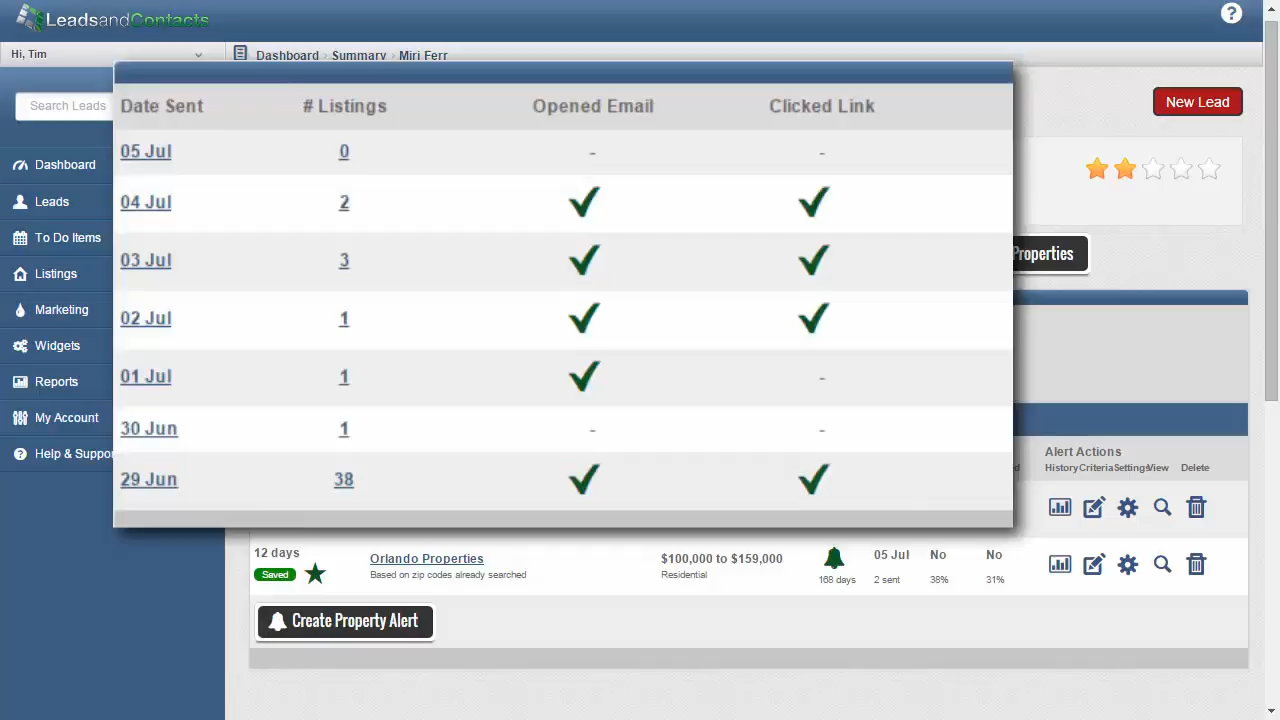 LeadsandContacts
?
Hi, Tim
Dashboard › Summary › Miri Ferr
Search Leads
New Lead
Dashboard
Leads
To Do Items
Listings
Marketing
Widgets
Reports
My Account
Help & Suppo
Date Sent # Listings Opened Email Clicked Link
05 Jul 0 - -
04 Jul 2
03 Jul 3
02 Jul 1
01 Jul 1 -
30 Jun 1 - -
29 Jun 38
Properties
Alert Actions
History Criteria Settings View Delete
12 days Orlando Properties $100,000 to $159,000 05 Jul No No
Saved Based on zip codes already searched Residential 168 days 2 sent 38% 31%
Create Property Alert